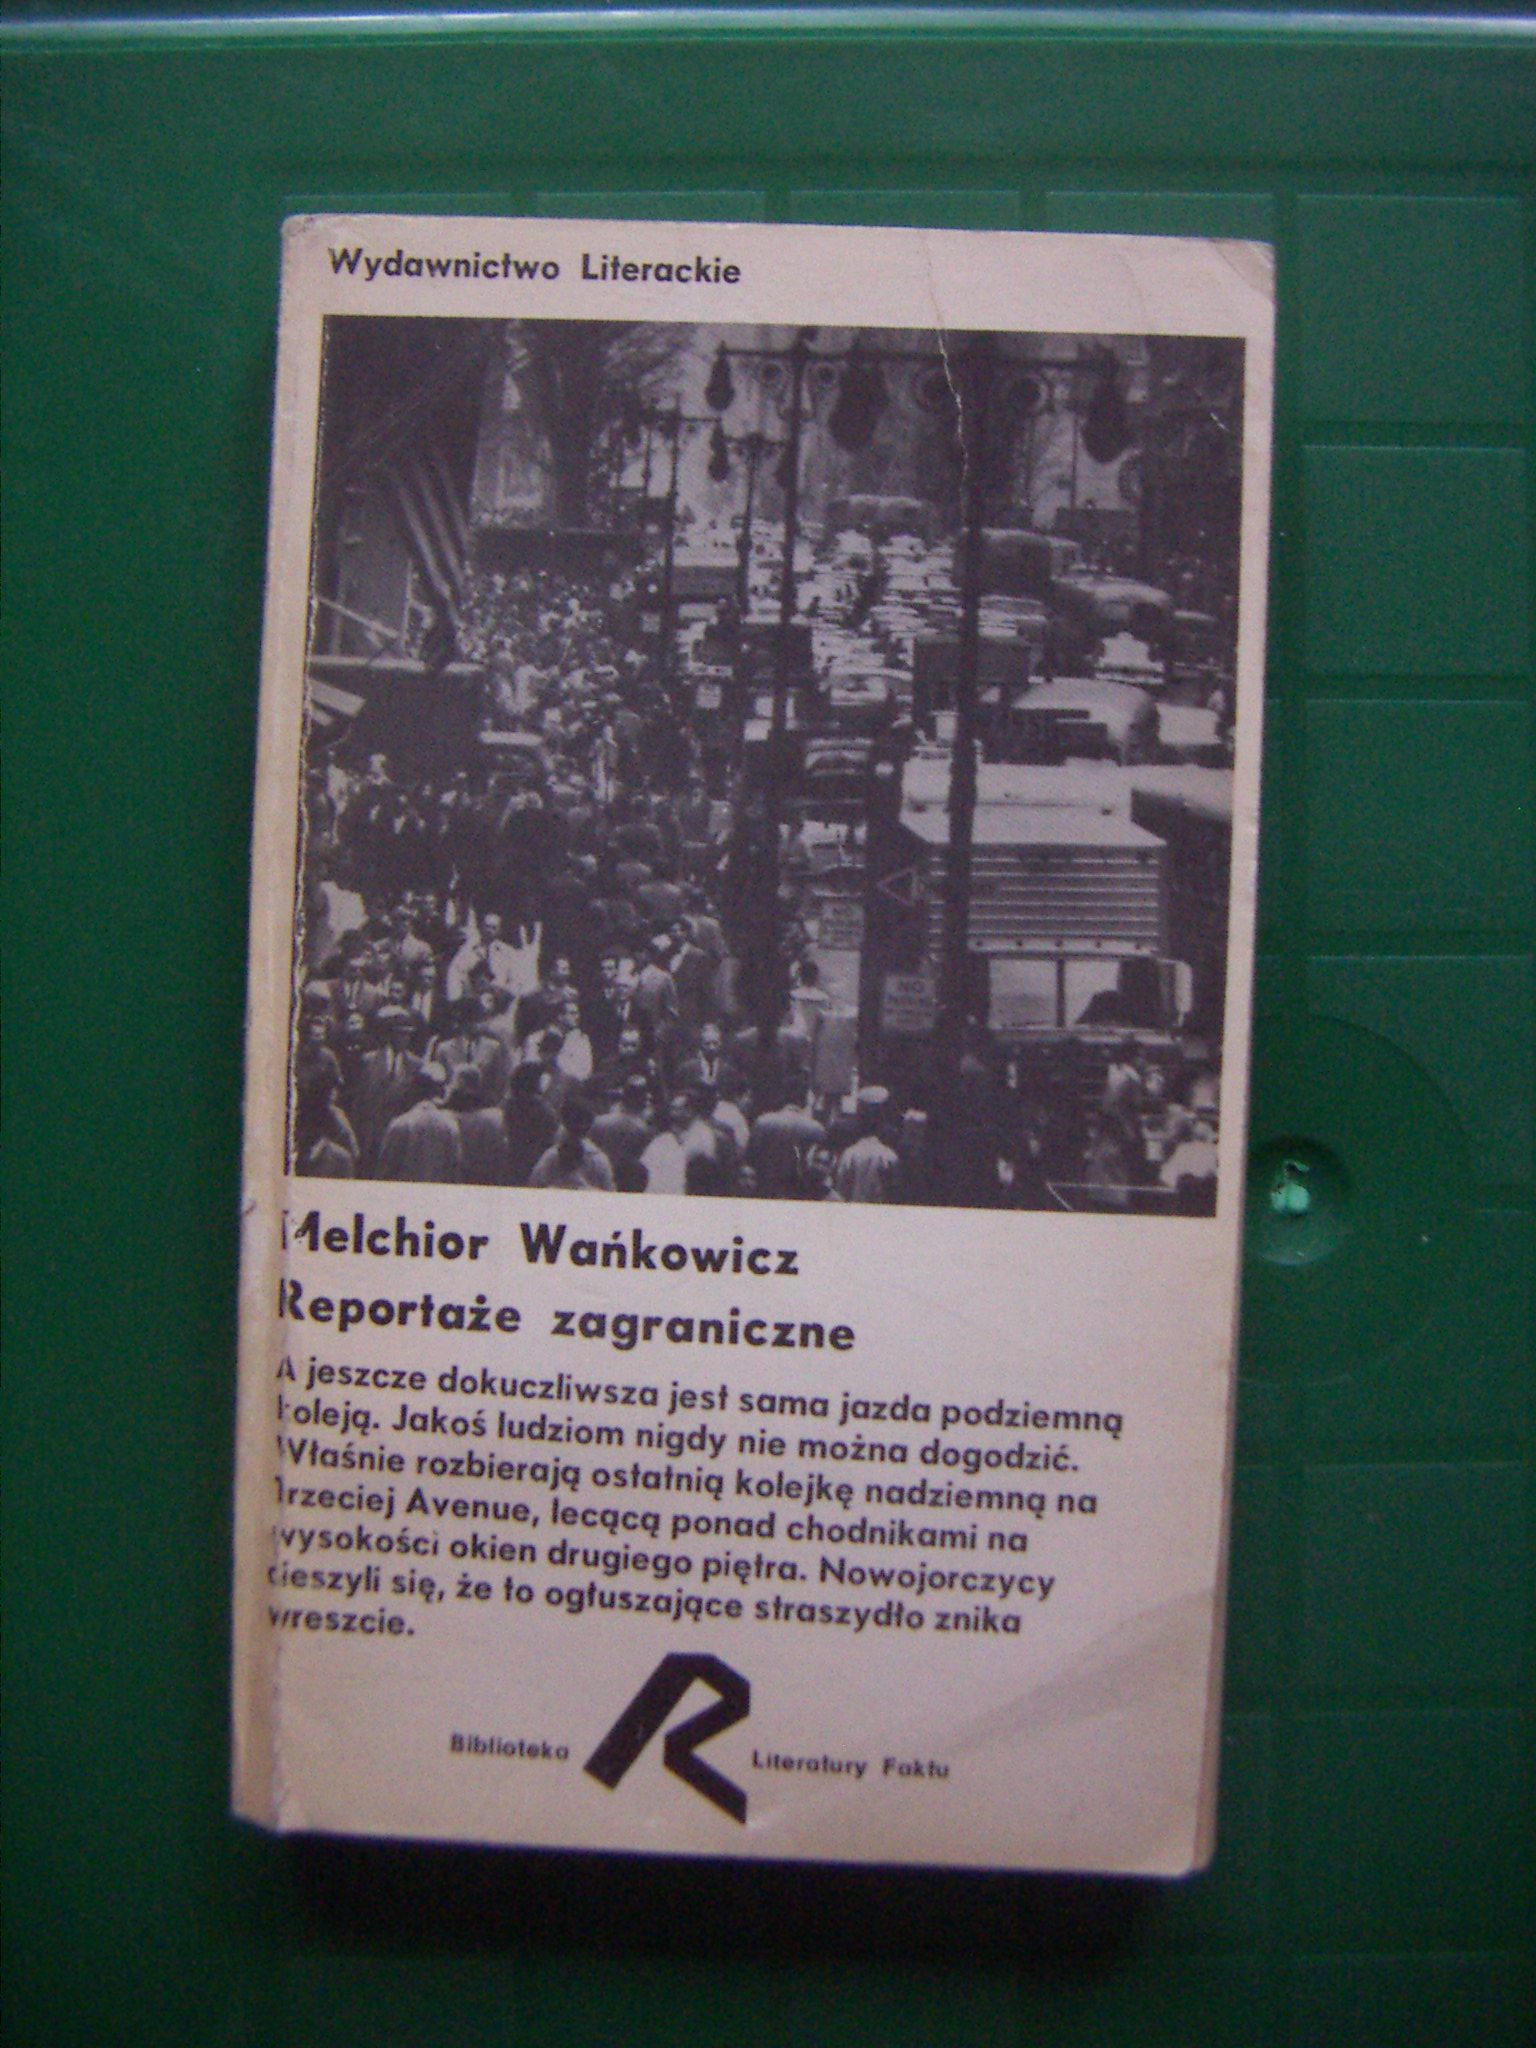 Wydawnictwo Literackie
NO
Melchior Wańkowicz
Reportaże zagraniczne
A jeszcze dokuczliwsza jest sama jazda podziemną
koleją. Jakoś ludziom nigdy nie można dogodzić.
Właśnie rozbierają ostatnią kolejkę nadziemną na
Trzeciej Avenue, lecącą ponad chodnikami na
wysokości okien drugiego piętra. Nowojorczycy
cieszyli się, że to ogłuszające straszydło znika
wreszcie.
Biblioteka R Literatury Faktu